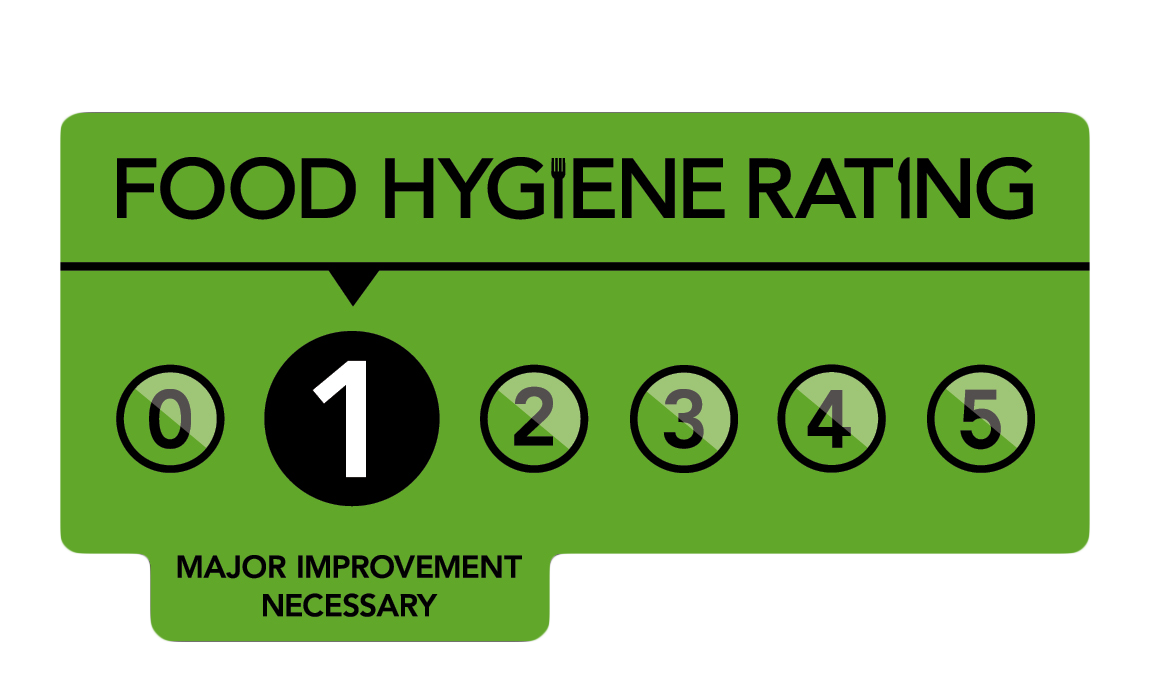 FOOD HYGIENE RATING
0 1 2 3 4 5
MAJOR IMPROVEMENT
NECESSARY